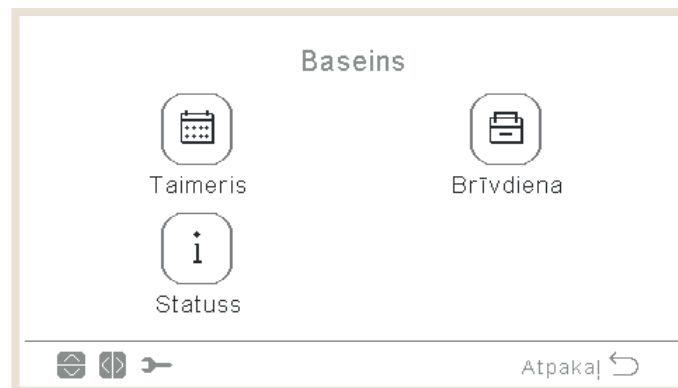 Baseins
Taimeris
Brīvdiena
i
Statuss
Atpakaļ